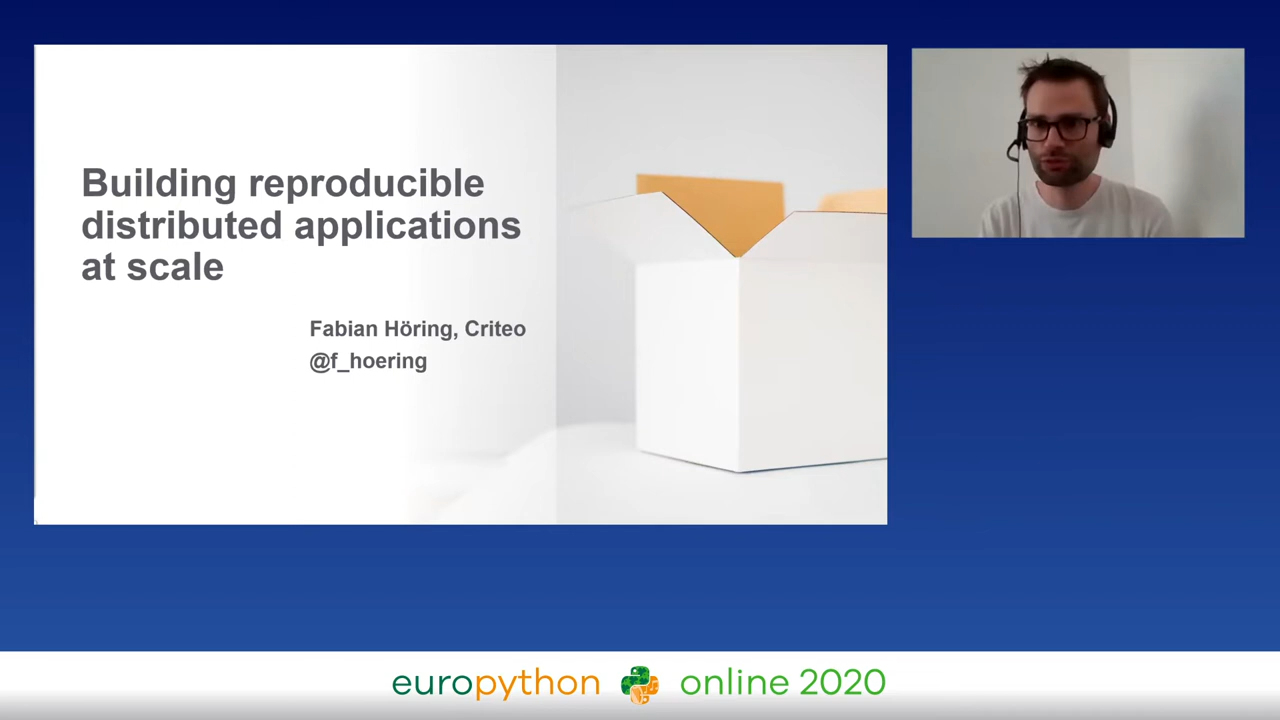 Building reproducible
distributed applications
at scale
Fabian Höring, Criteo
@f_hoering
europython online 2020